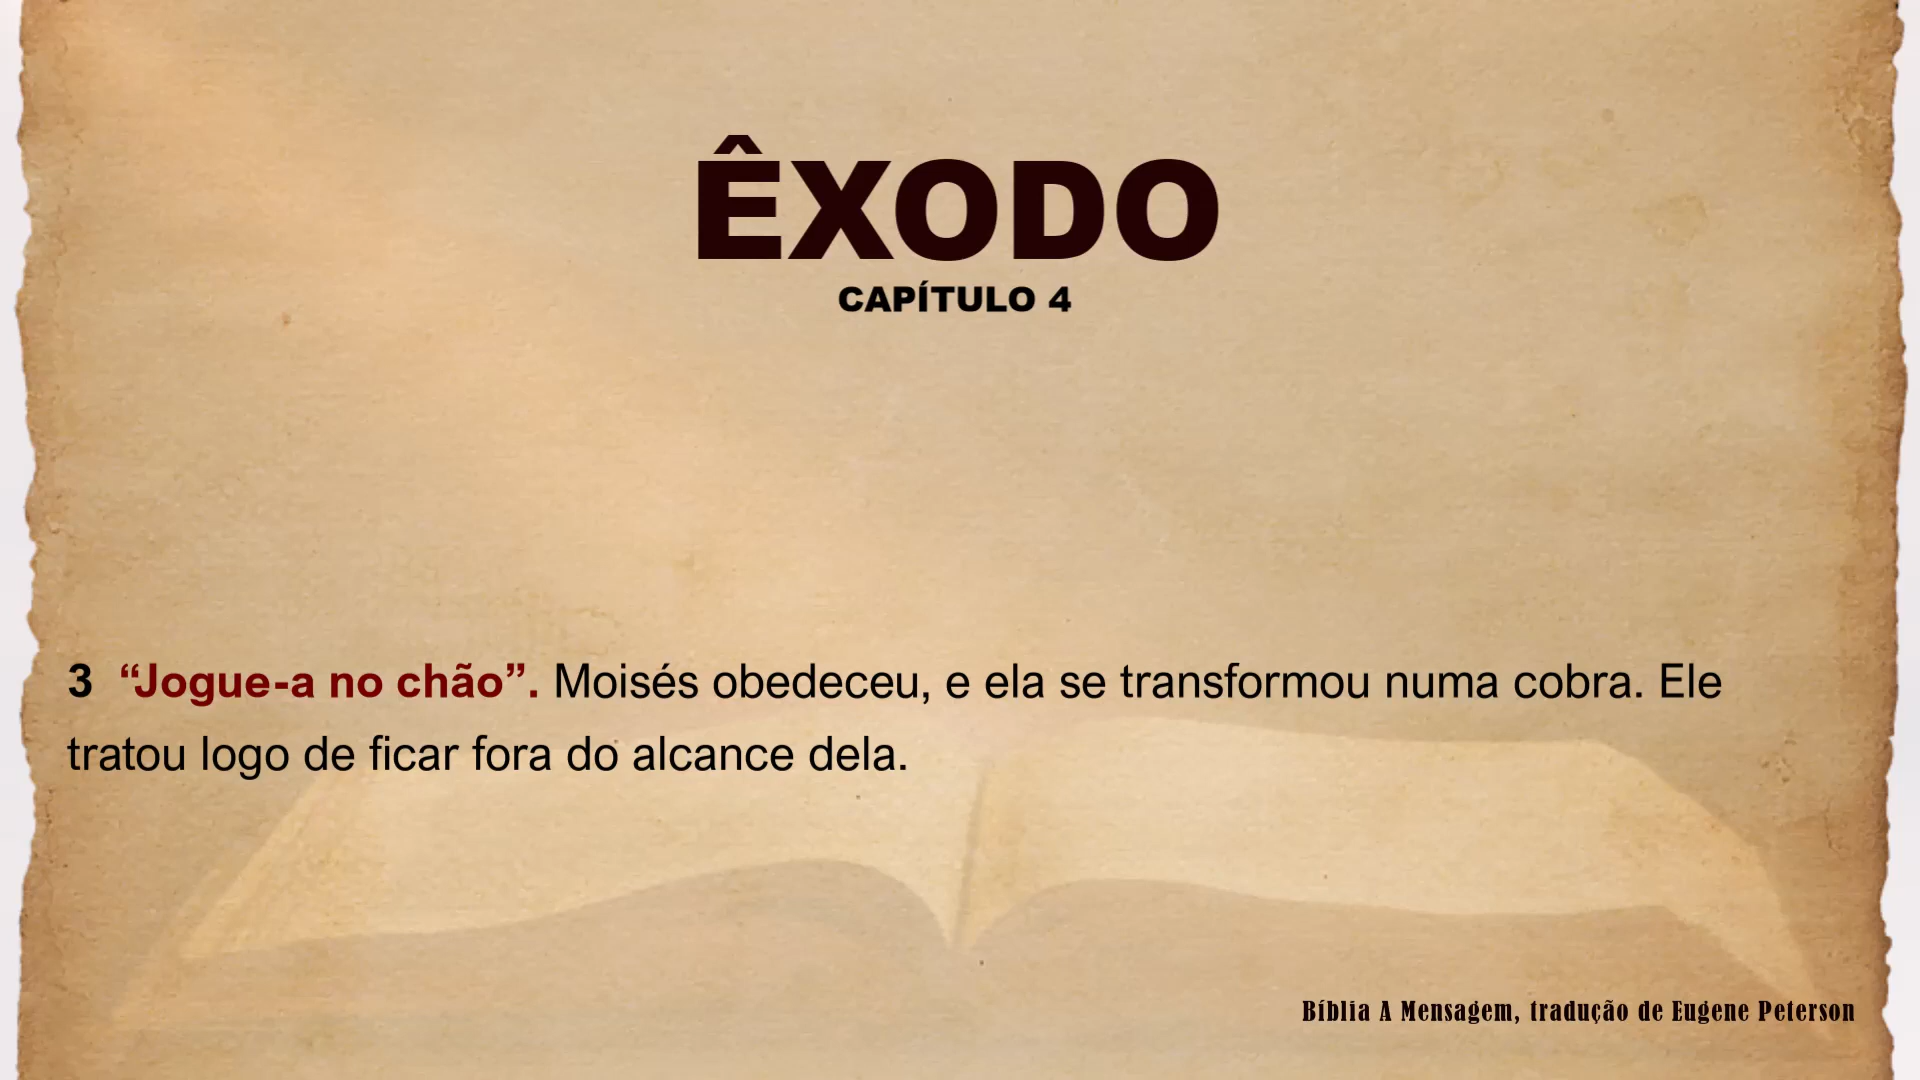 ÊXODO
CAPÍTULO 4
3 “Jogue-a no chão”. Moisés obedeceu, e ela se transformou numa cobra. Ele
tratou logo de ficar fora do alcance dela.
Bíblia A Mensagem, tradução de Eugene Peterson